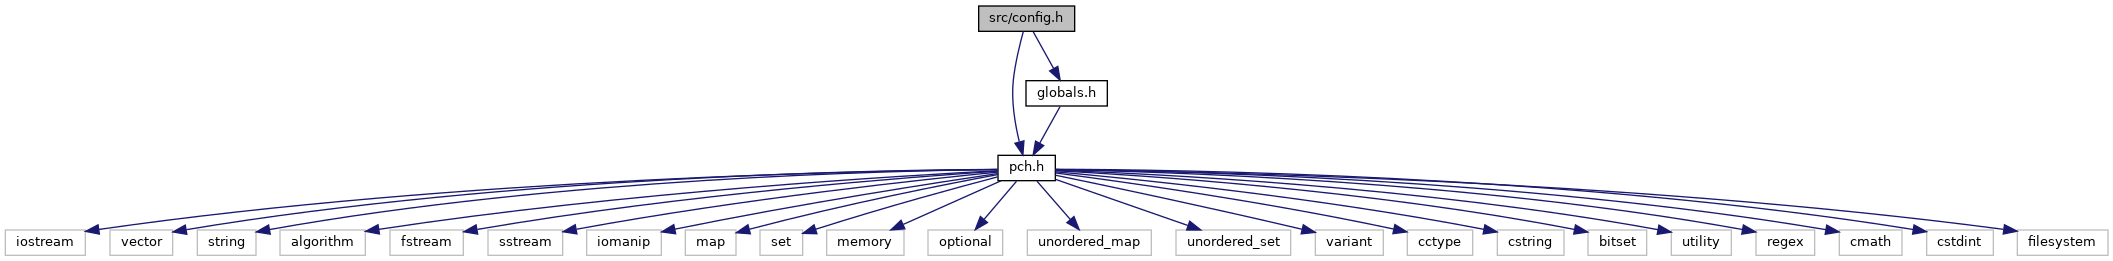 src/config.h
globals.h
pch.h
iostream
vector
string
algorithm
fstream
sstream
iomanip
map
set
memory
optional
unordered_map
unordered_set
variant
cctype
cstring
bitset
utility
regex
cmath
cstdint
filesystem